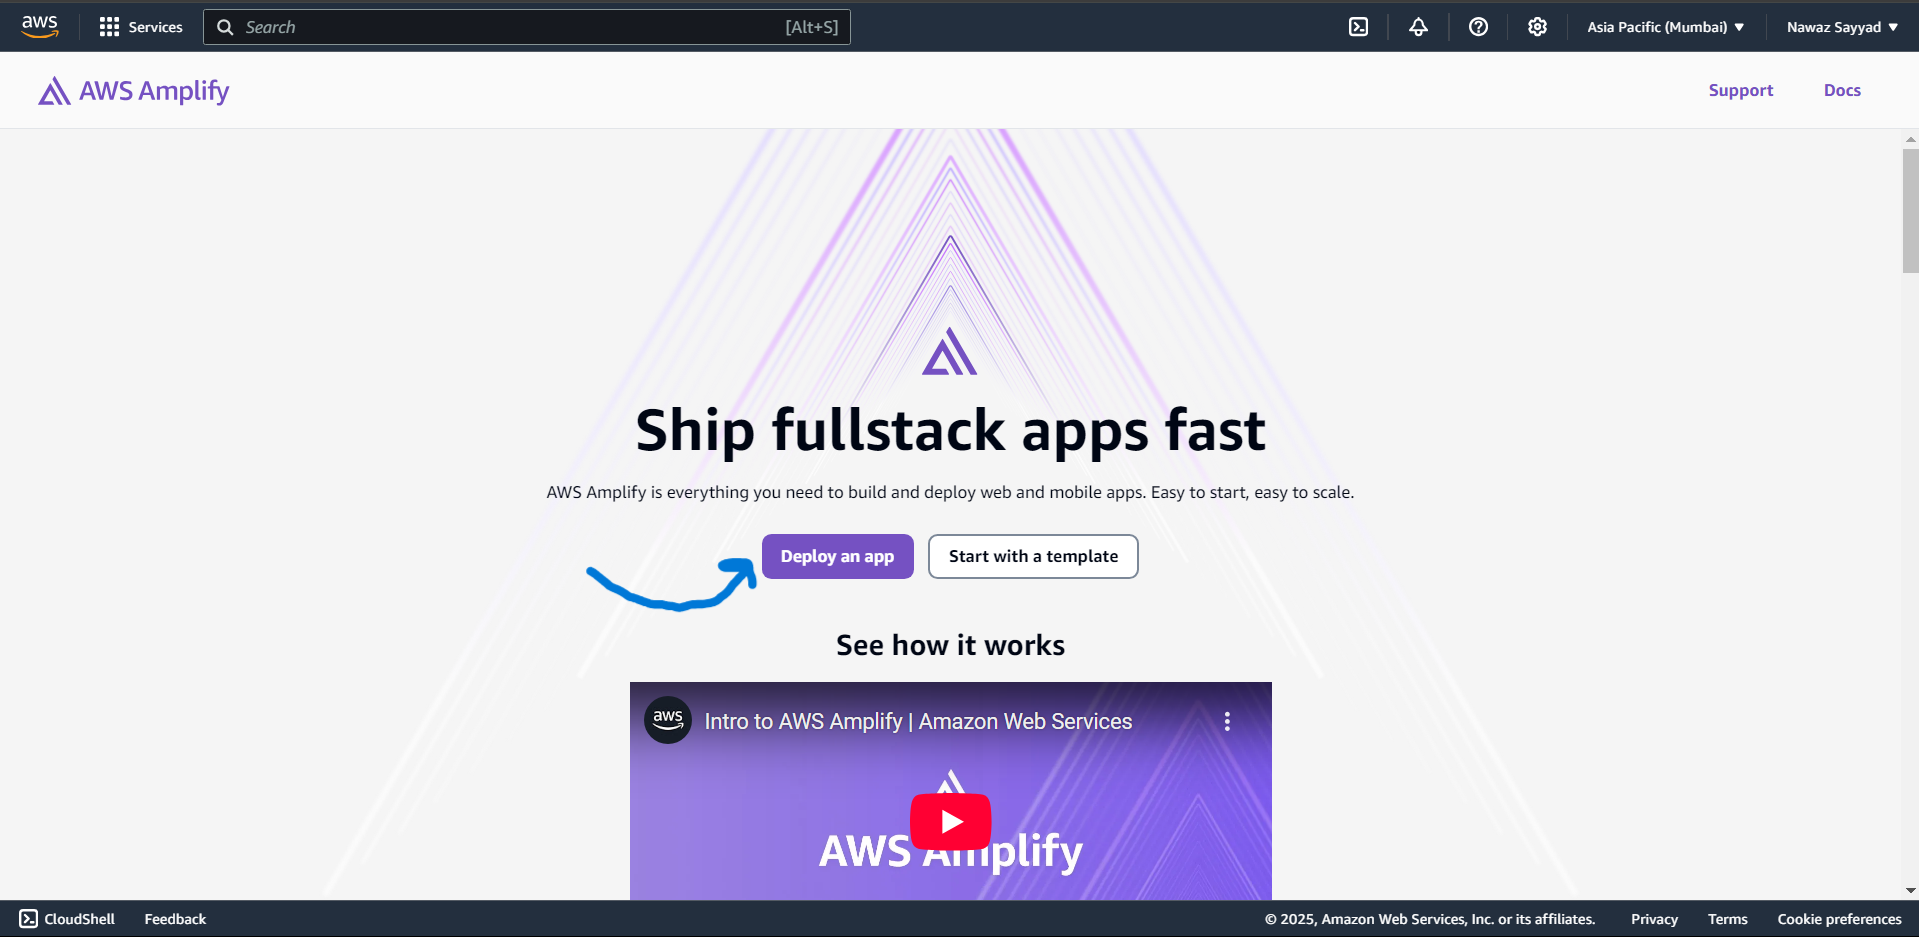 aws Services Search [Alt+S] Asia Pacific (Mumbai) Nawaz Sayyad
AWS Amplify Support Docs
Ship fullstack apps fast
AWS Amplify is everything you need to build and deploy web and mobile apps. Easy to start, easy to scale.
Deploy an app Start with a template
See how it works
aws Intro to AWS Amplify | Amazon Web Services
AWS Amplify
CloudShell Feedback © 2025, Amazon Web Services, Inc. or its affiliates. Privacy Terms Cookie preferences